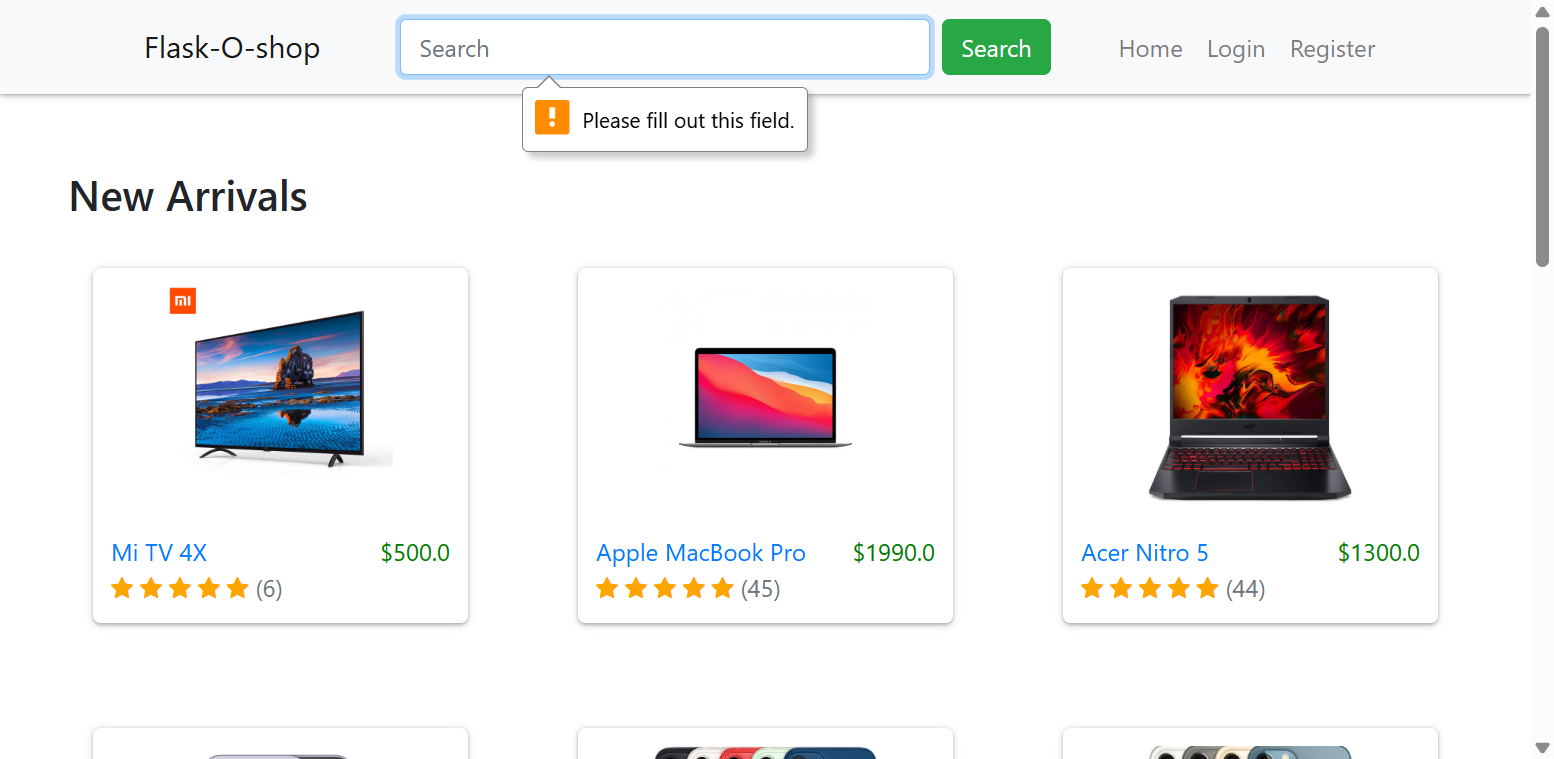 Flask-O-shop
Search
Search
Home
Login
Register
Please fill out this field.
New Arrivals
mi
Mi TV 4X
$500.0
(6)
Apple MacBook Pro
$1990.0
(45)
Acer Nitro 5
$1300.0
(44)